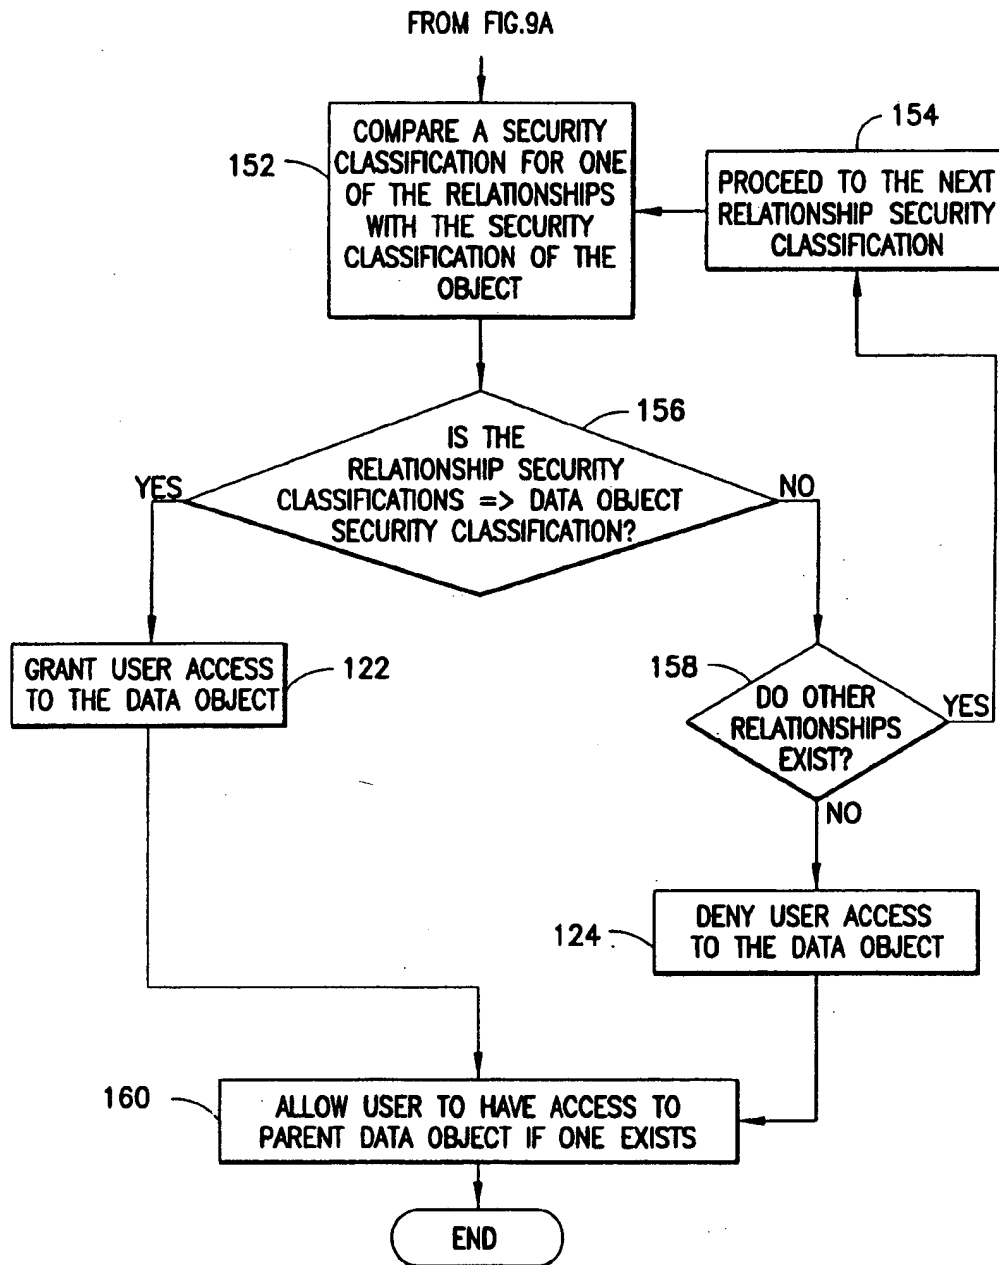 FROM FIG.9A
COMPARE A SECURITY
CLASSIFICATION FOR ONE
OF THE RELATIONSHIPS
WITH THE SECURITY
CLASSIFICATION OF THE
OBJECT
152
154
PROCEED TO THE NEXT
RELATIONSHIP SECURITY
CLASSIFICATION
156
IS THE
RELATIONSHIP SECURITY
CLASSIFICATIONS => DATA OBJECT
SECURITY CLASSIFICATION?
YES
NO
GRANT USER ACCESS
TO THE DATA OBJECT
122
158
DO OTHER
RELATIONSHIPS
EXIST?
YES
NO
DENY USER ACCESS
TO THE DATA OBJECT
124
160
ALLOW USER TO HAVE ACCESS TO
PARENT DATA OBJECT IF ONE EXISTS
END